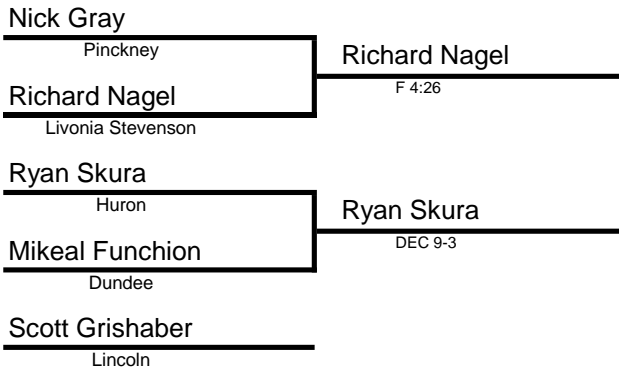 Nick Gray
Pinckney
Richard Nagel
F 4:26
Richard Nagel
Livonia Stevenson
Ryan Skura
Huron
Ryan Skura
DEC 9-3
Mikeal Funchion
Dundee
Scott Grishaber
Lincoln